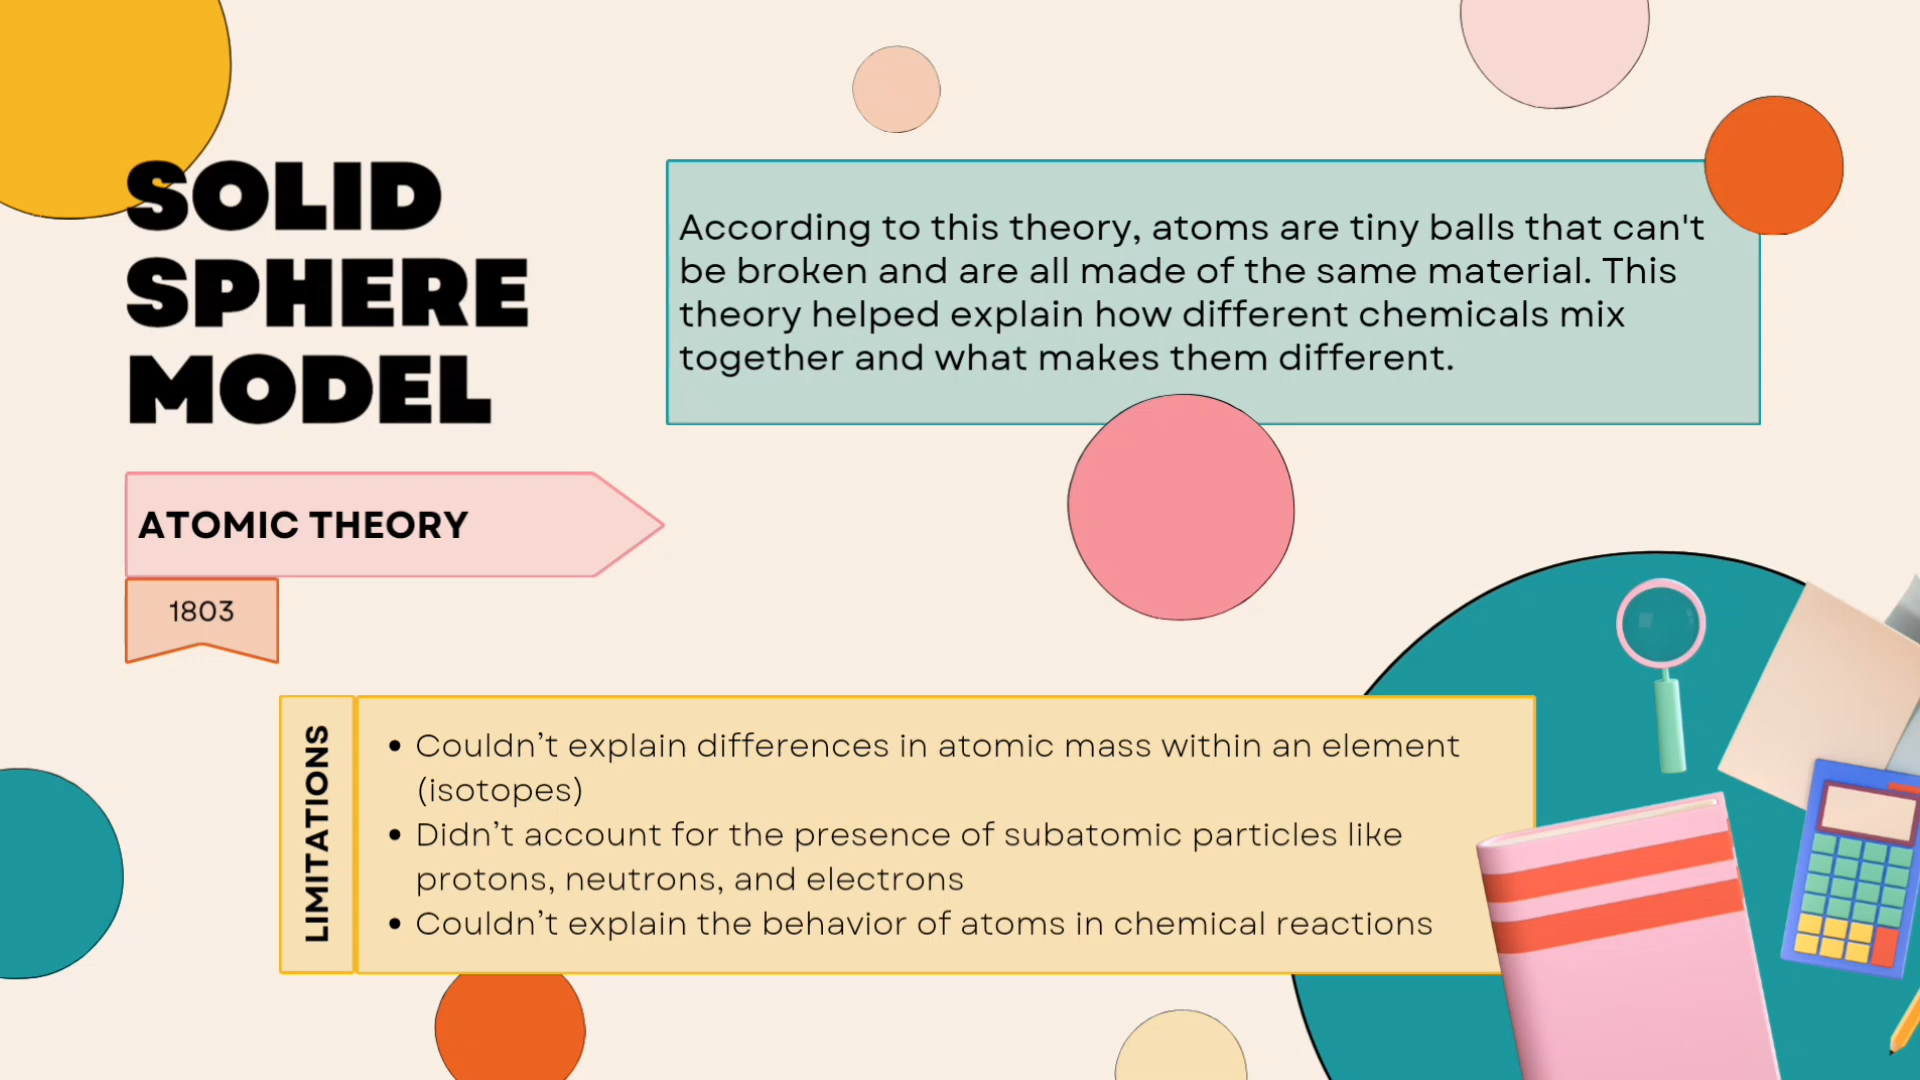 SOLID
SPHERE
MODEL
ATOMIC THEORY
1803
According to this theory, atoms are tiny balls that can't
be broken and are all made of the same material. This
theory helped explain how different chemicals mix
together and what makes them different.
LIMITATIONS
• Couldn’t explain differences in atomic mass within an element
(isotopes)
• Didn’t account for the presence of subatomic particles like
protons, neutrons, and electrons
• Couldn’t explain the behavior of atoms in chemical reactions